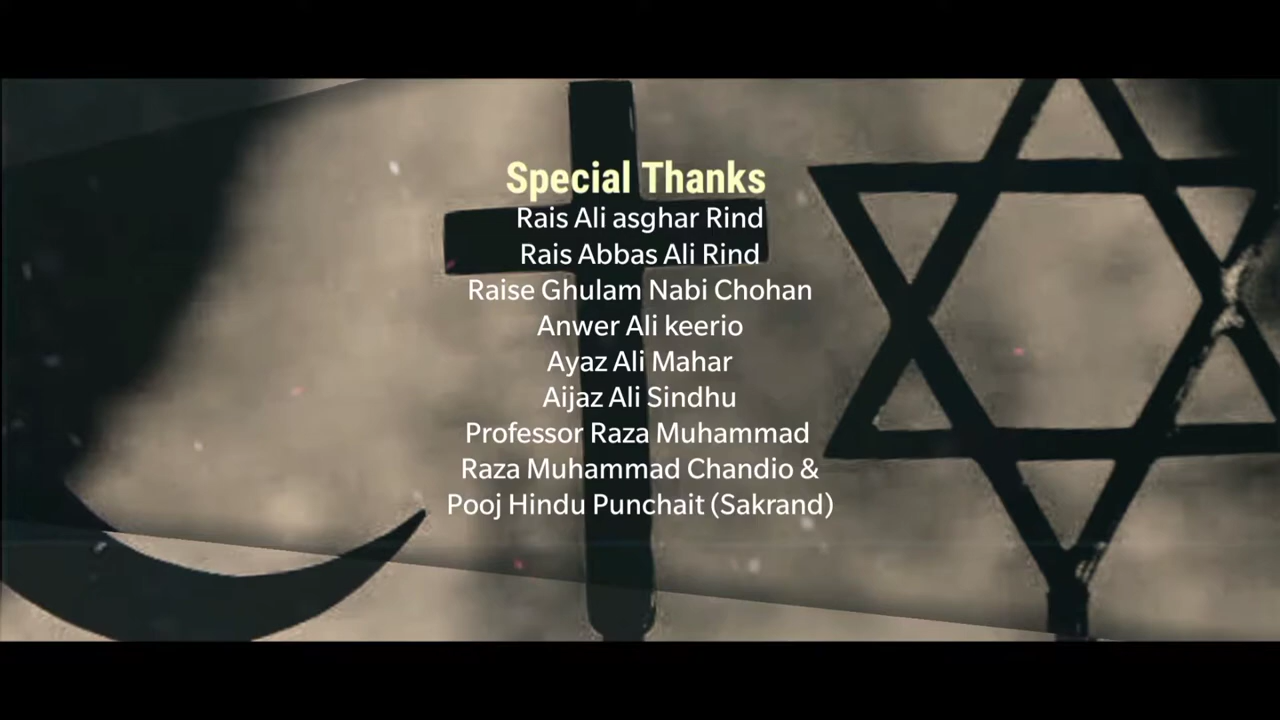 Special Thanks
Rais Ali asghar Rind
Rais Abbas Ali Rind
Raise Ghulam Nabi Chohan
Anwer Ali keerio
Ayaz Ali Mahar
Aijaz Ali Sindhu
Professor Raza Muhammad
Raza Muhammad Chandio &
Pooj Hindu Punchait (Sakrand)